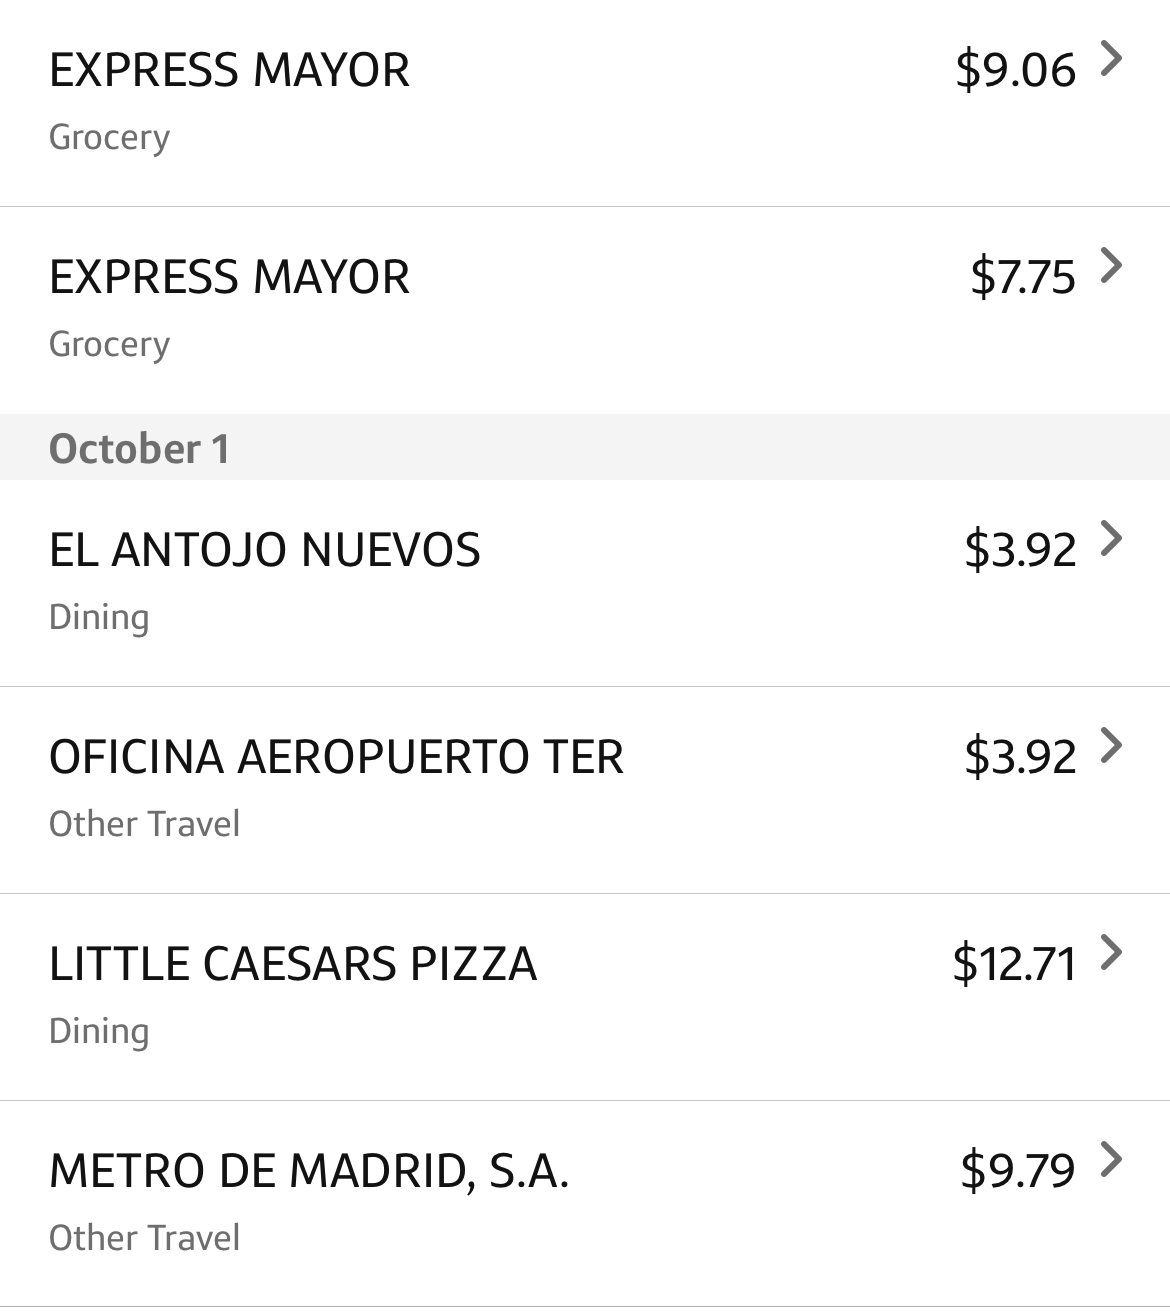 EXPRESS MAYOR $9.06
Grocery
EXPRESS MAYOR $7.75
Grocery
October 1
EL ANTOJO NUEVOS $3.92
Dining
OFICINA AEROPUERTO TER $3.92
Other Travel
LITTLE CAESARS PIZZA $12.71
Dining
METRO DE MADRID, S.A. $9.79
Other Travel